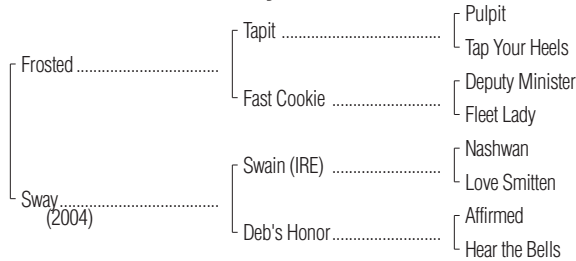 Pulpit
Tapit ................................
Tap Your Heels
Frosted ...................................
Deputy Minister
Fast Cookie ........................
Fleet Lady
Nashwan
Swain (IRE) ........................
Love Smitten
Sway........................................
(2004)
Affirmed
Deb's Honor........................
Hear the Bells